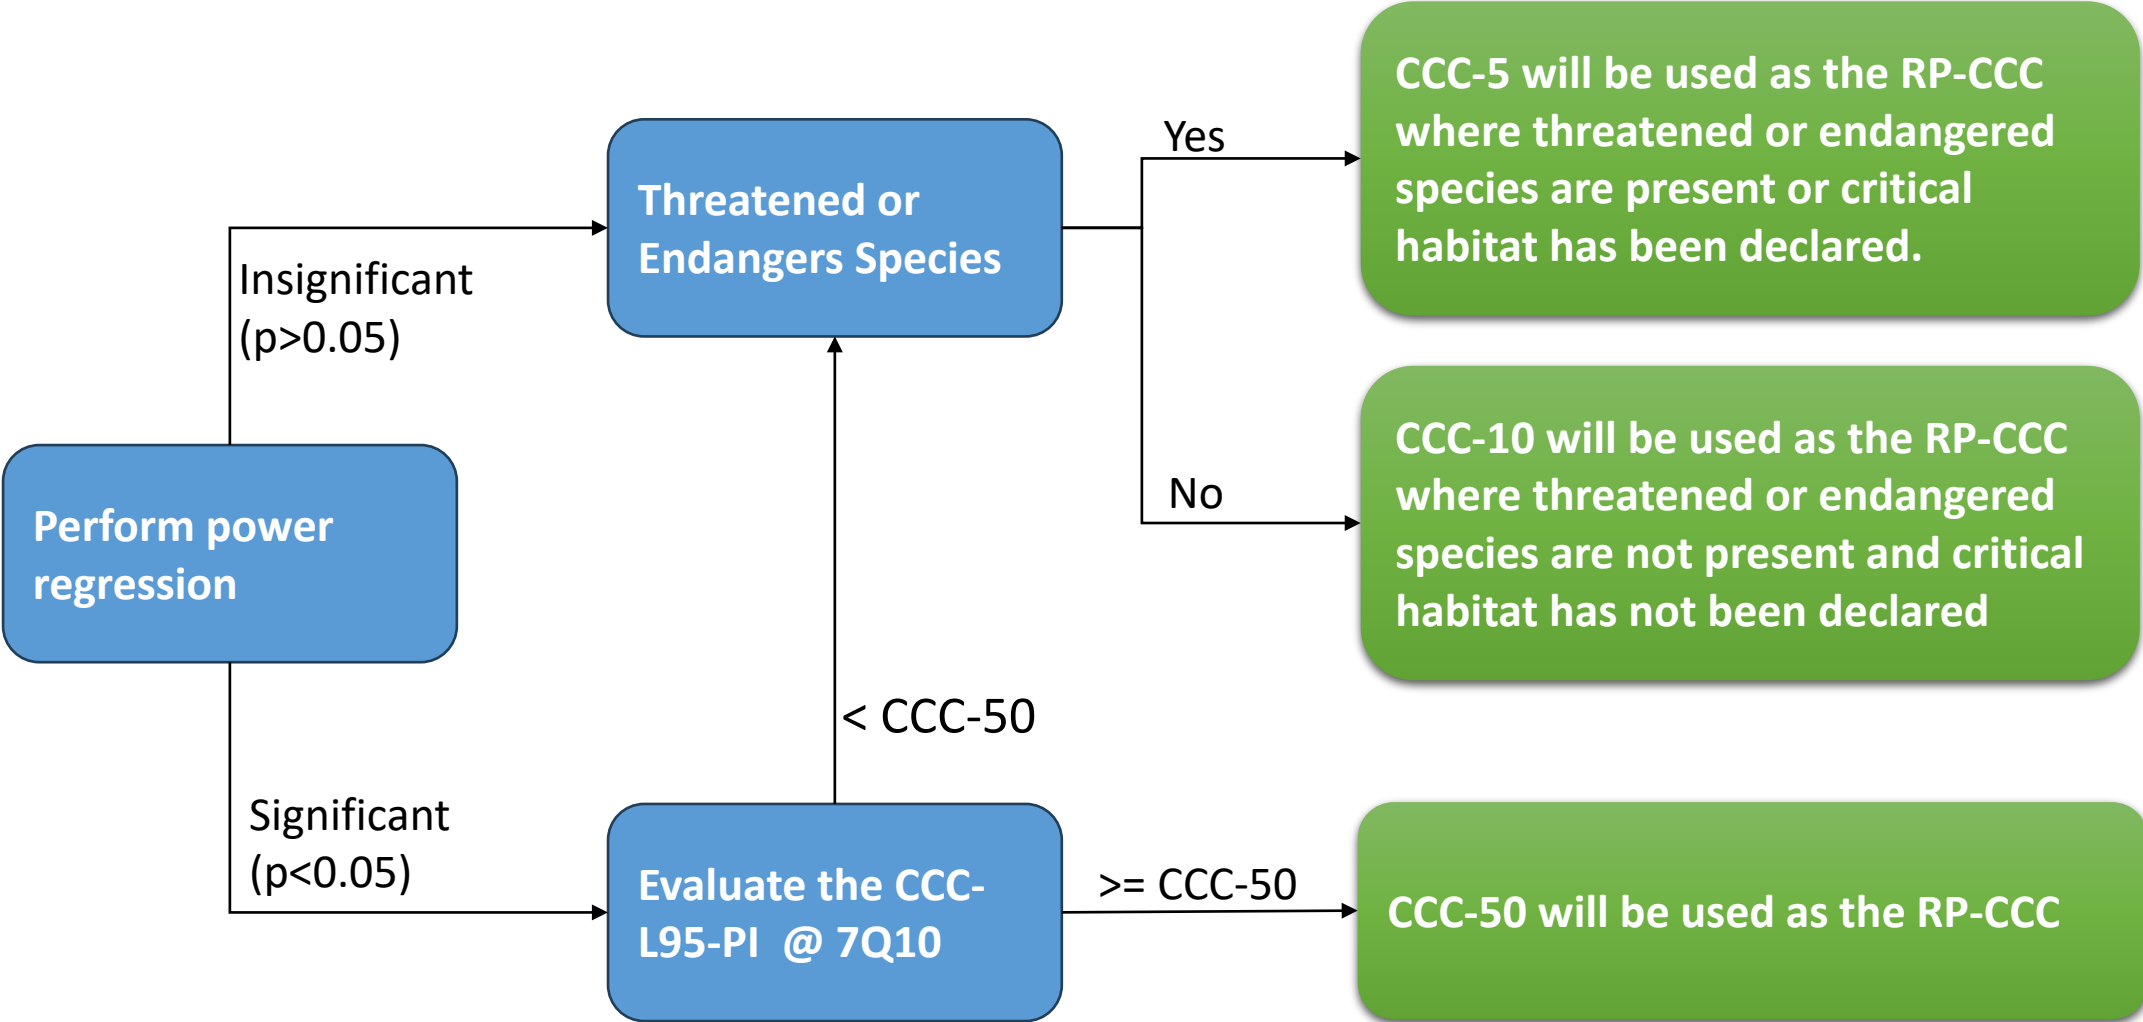 Perform power
regression
Insignificant
(p>0.05)
Significant
(p<0.05)
Threatened or
Endangers Species
< CCC-50
Evaluate the CCC-
L95-PI @ 7Q10
Yes
No
>= CCC-50
CCC-5 will be used as the RP-CCC
where threatened or endangered
species are present or critical
habitat has been declared.
CCC-10 will be used as the RP-CCC
where threatened or endangered
species are not present and critical
habitat has not been declared
CCC-50 will be used as the RP-CCC